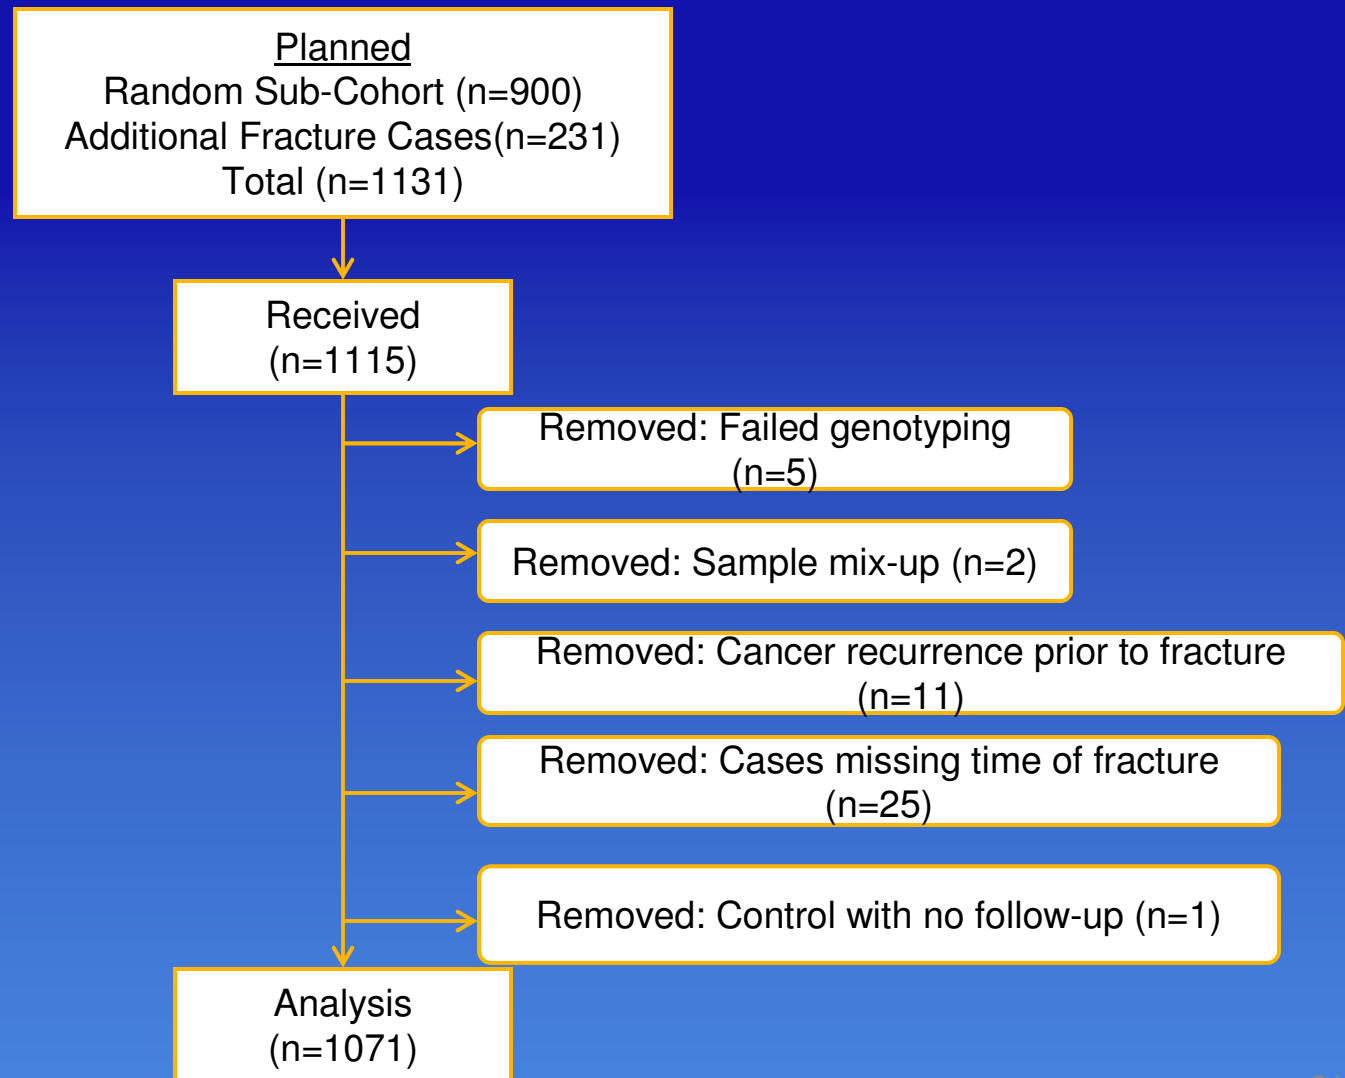 Planned
Random Sub-Cohort (n=900)
Additional Fracture Cases(n=231)
Total (n=1131)
Received
(n=1115)
Removed: Failed genotyping
(n=5)
Removed: Sample mix-up (n=2)
Removed: Cancer recurrence prior to fracture
(n=11)
Removed: Cases missing time of fracture
(n=25)
Removed: Control with no follow-up (n=1)
Analysis
(n=1071)